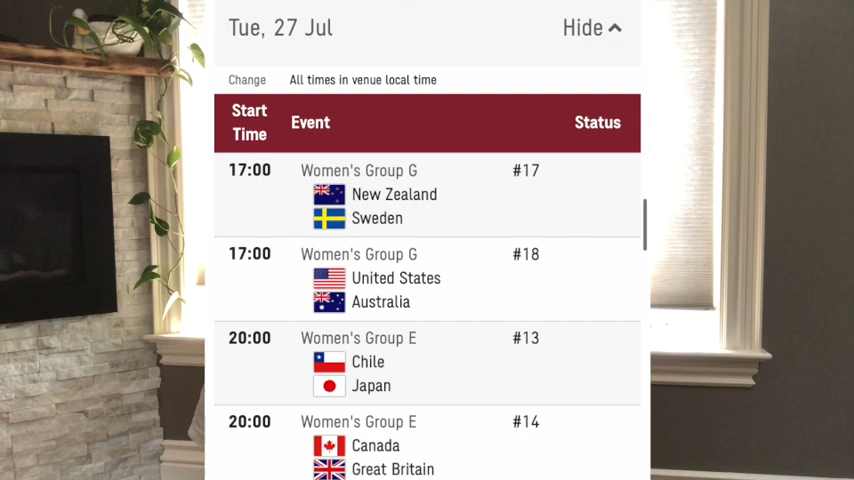 Tue, 27 Jul Hide
Change All times in venue local time
Start Time Event Status
17:00 Women's Group G #17
New Zealand
Sweden
17:00 Women's Group G #18
United States
Australia
20:00 Women's Group E #13
Chile
Japan
20:00 Women's Group E #14
Canada
Great Britain